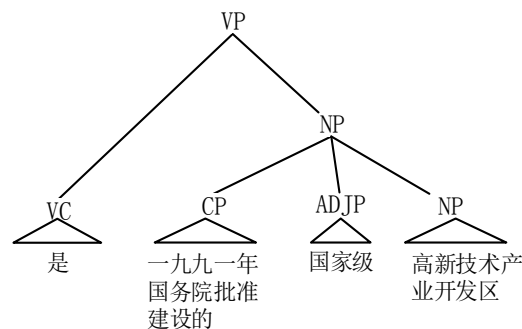 VP
NP
VC CP ADJP NP
是 一九九一年 国家级 高新技术产
国务院批准 业开发区
建设的